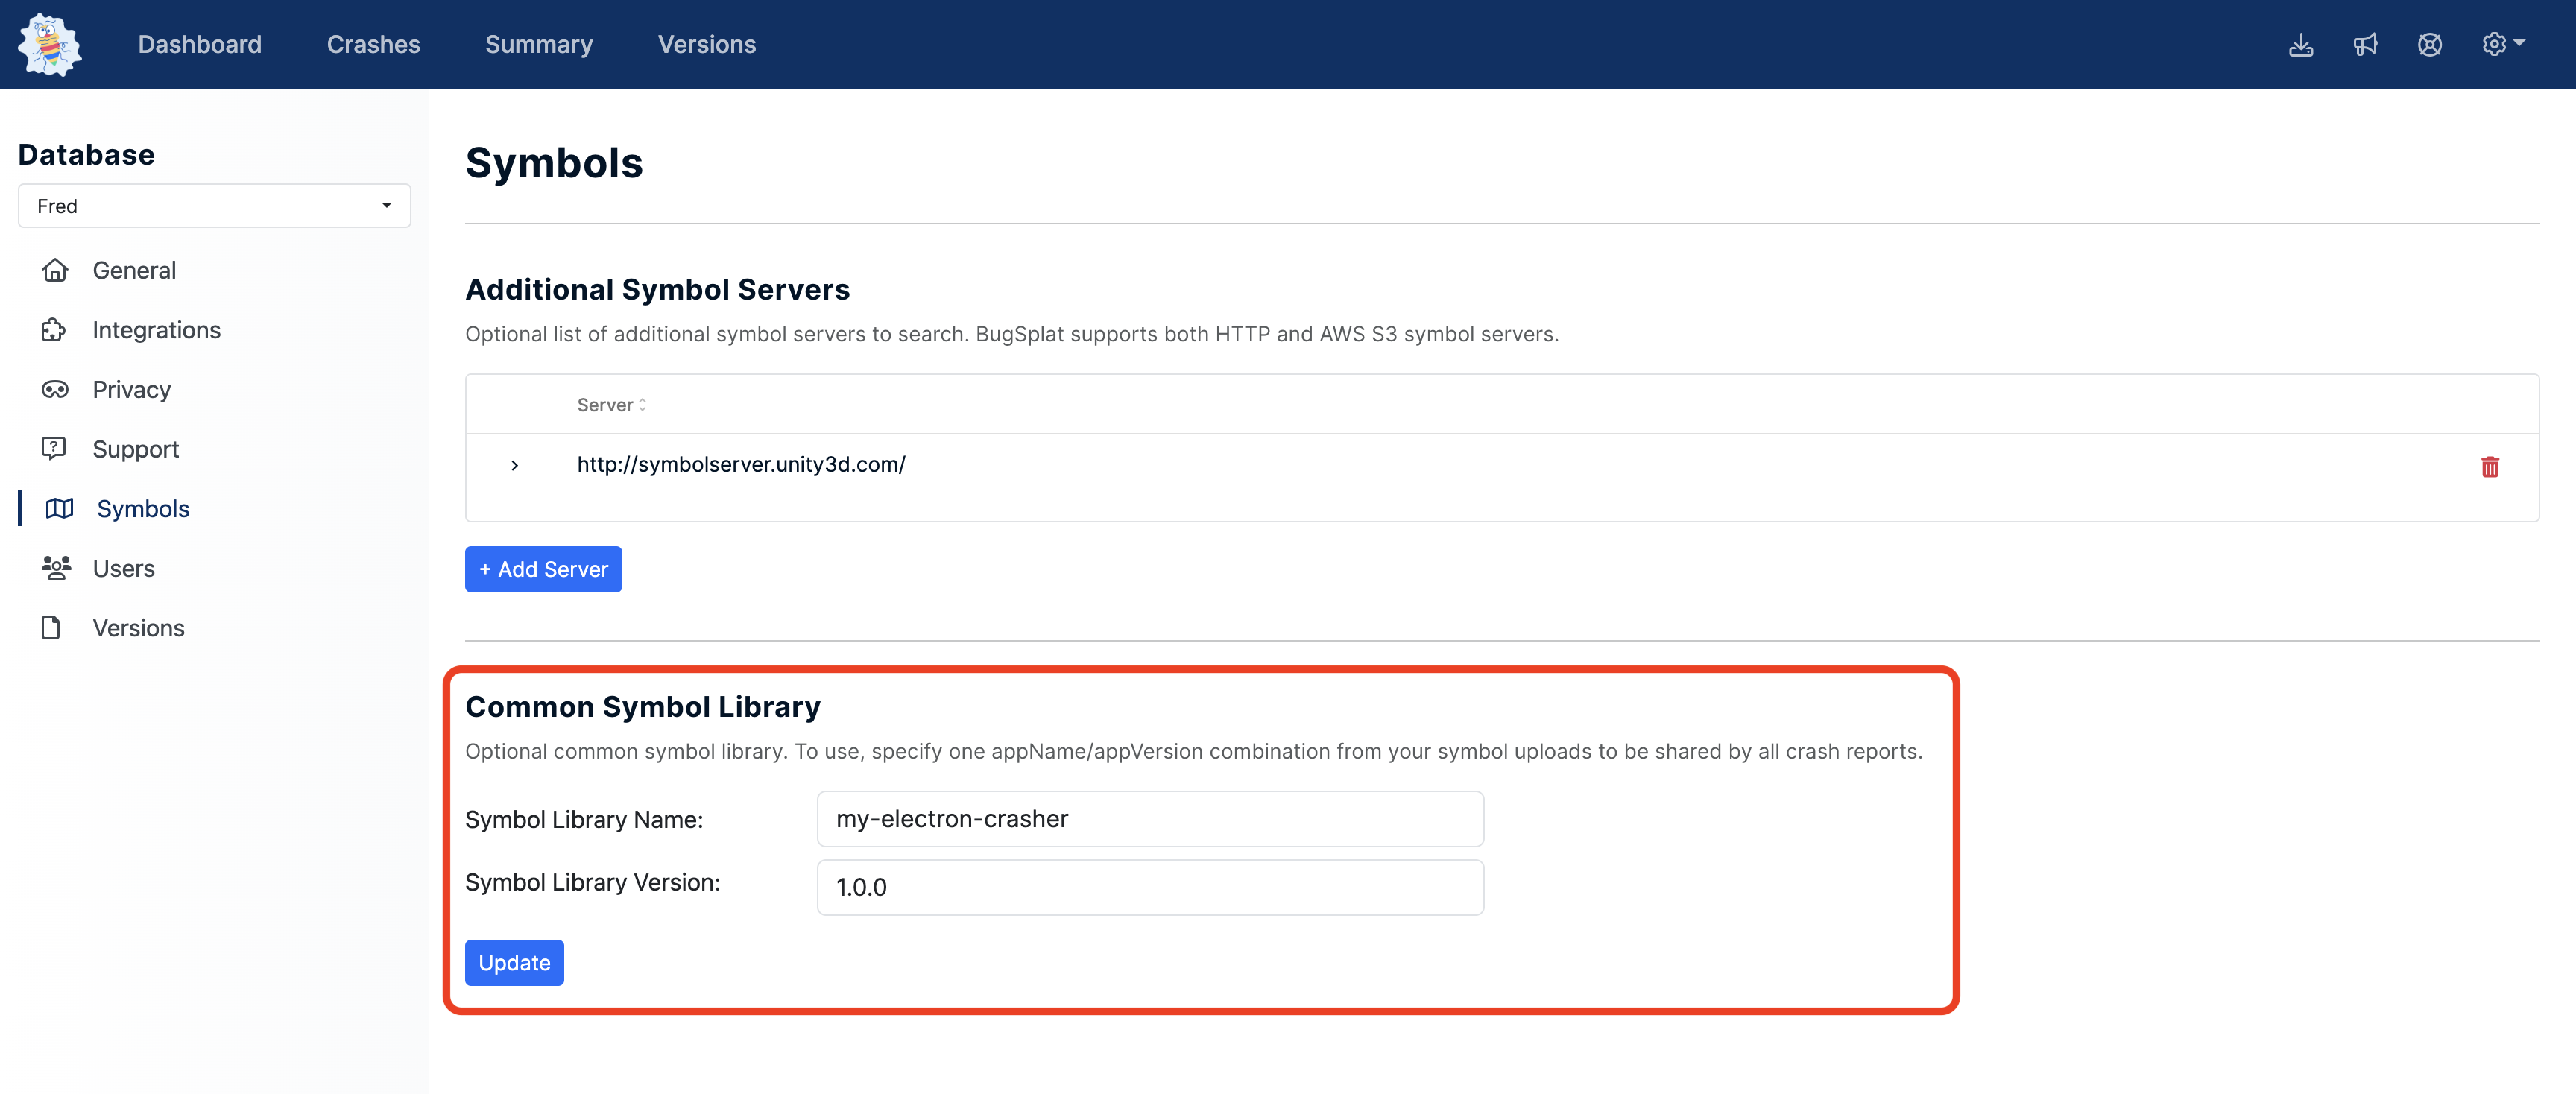 Dashboard Crashes Summary Versions
Database
Fred
General
Integrations
Privacy
Support
Symbols
Users
Versions
Symbols
Additional Symbol Servers
Optional list of additional symbol servers to search. BugSplat supports both HTTP and AWS S3 symbol servers.
Server
http://symbolserver.unity3d.com/
+ Add Server
Common Symbol Library
Optional common symbol library. To use, specify one appName/appVersion combination from your symbol uploads to be shared by all crash reports.
Symbol Library Name: my-electron-crasher
Symbol Library Version: 1.0.0
Update